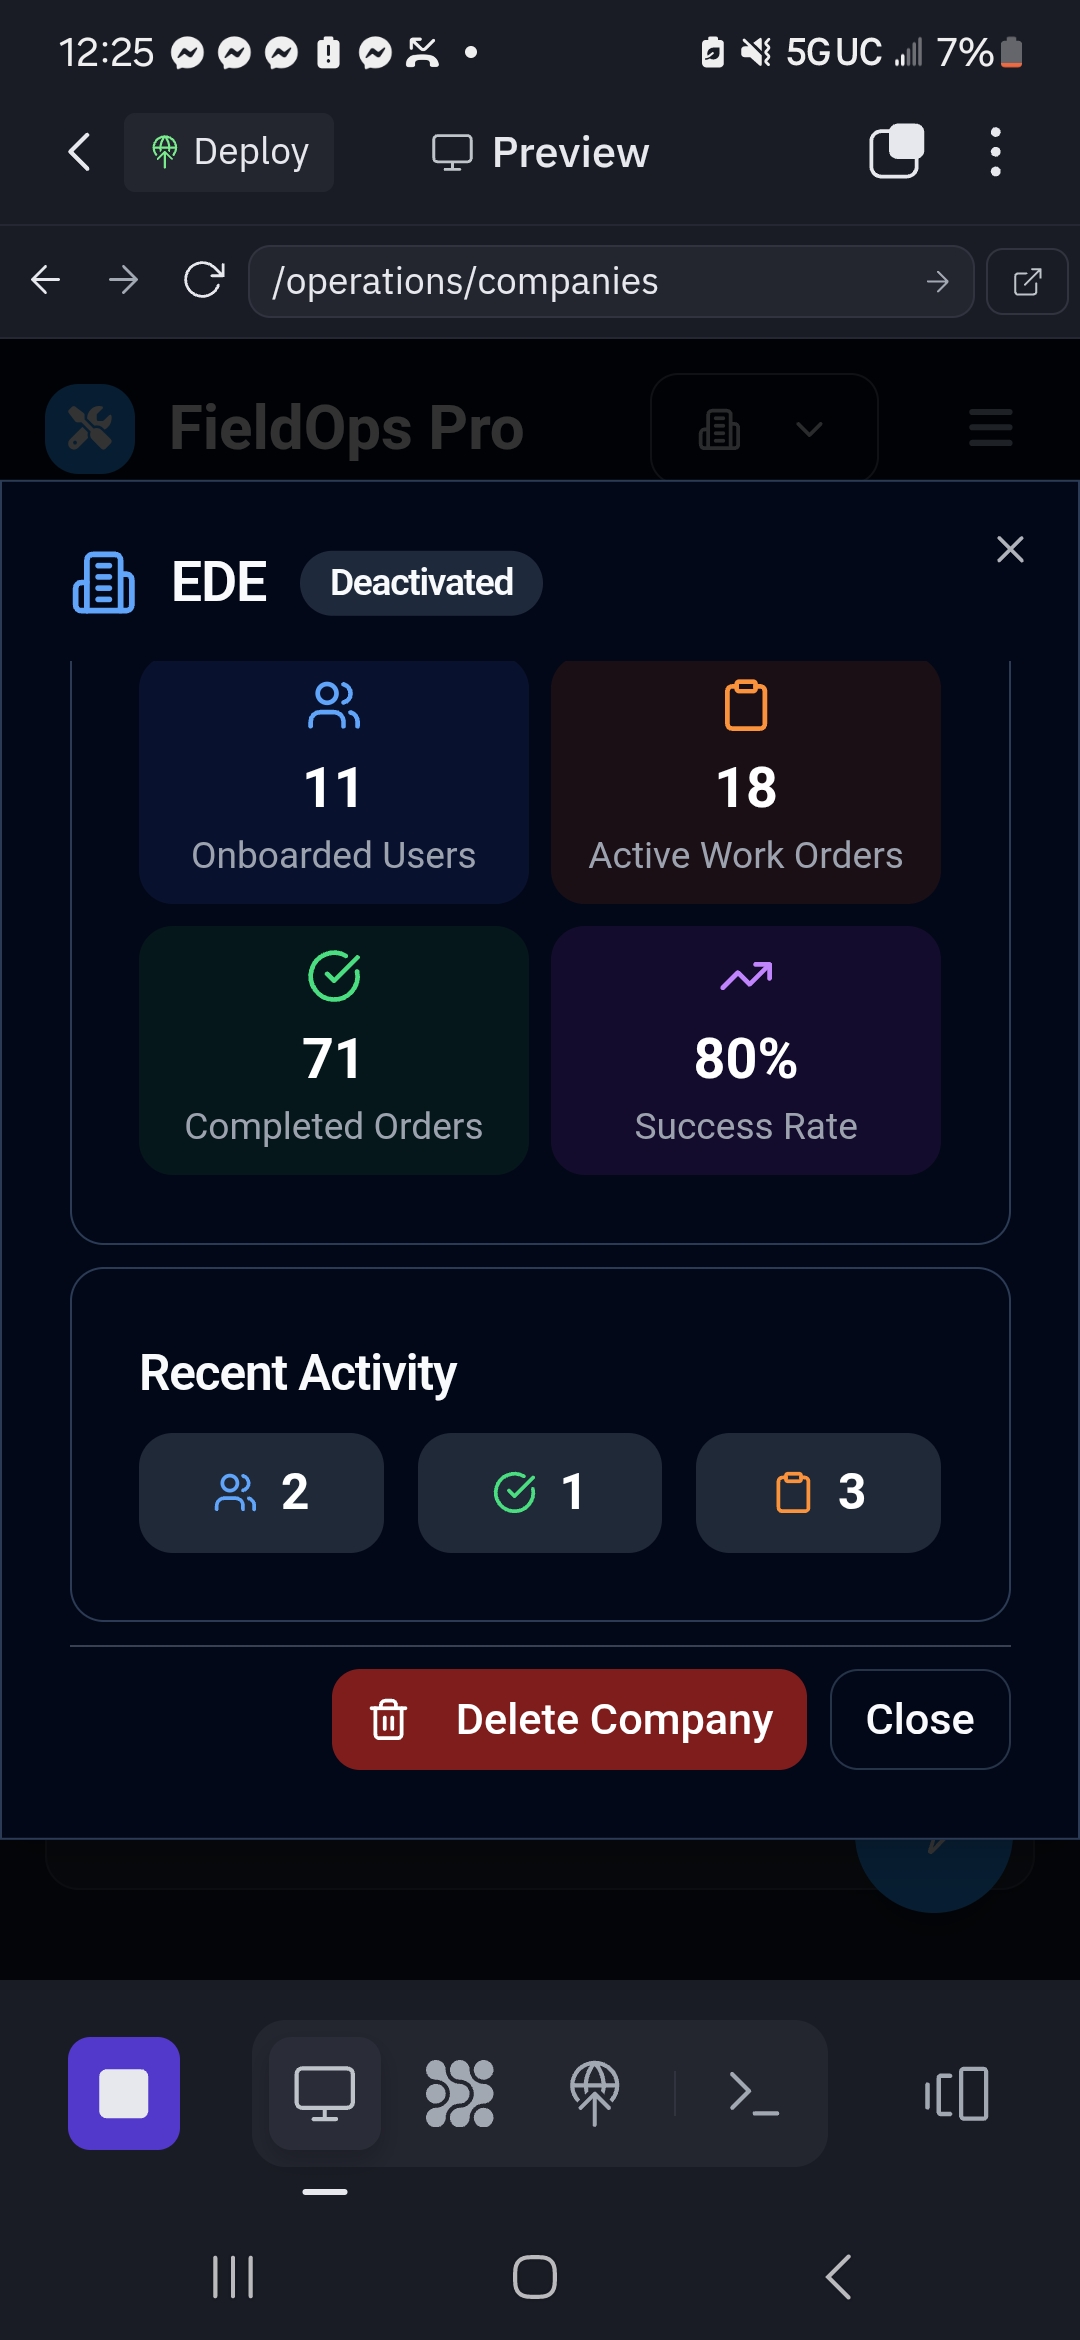 12:25 5G UC 7%
Deploy Preview
/operations/companies
FieldOps Pro
EDE Deactivated
11 18
Onboarded Users Active Work Orders
71 80%
Completed Orders Success Rate
Recent Activity
2 1 3
Delete Company Close